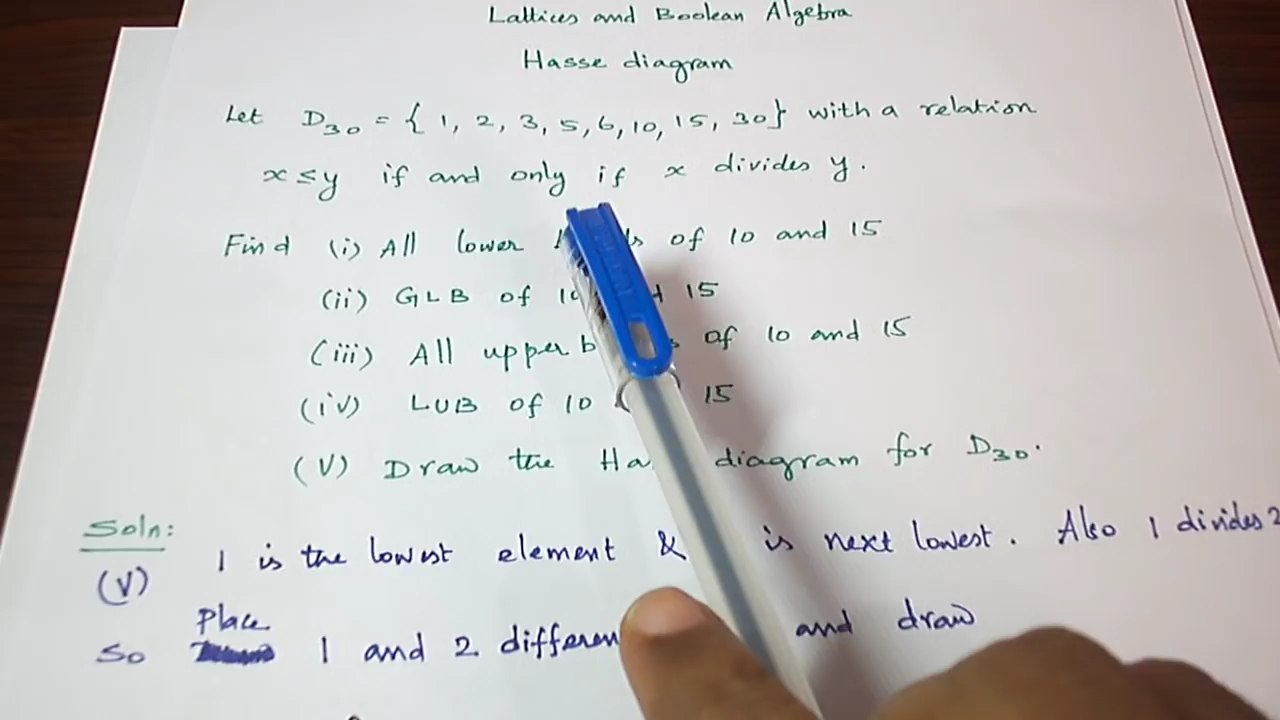 Lattices and Boolean Algebra
Hasse diagram
Let D30 = { 1, 2, 3, 5, 6, 10, 15, 30} with a relation
x ≤ y if and only if x divides y.
Find (i) All lower of 10 and 15
(ii) GLB of 15
(iii) All upper of 10 and 15
(iv) LUB of 10 15
(V) Draw the diagram for D30.
Soln:
(V) 1 is the lowest element & is next lowest. Also 1 divides 2
Place
So 1 and 2 and draw